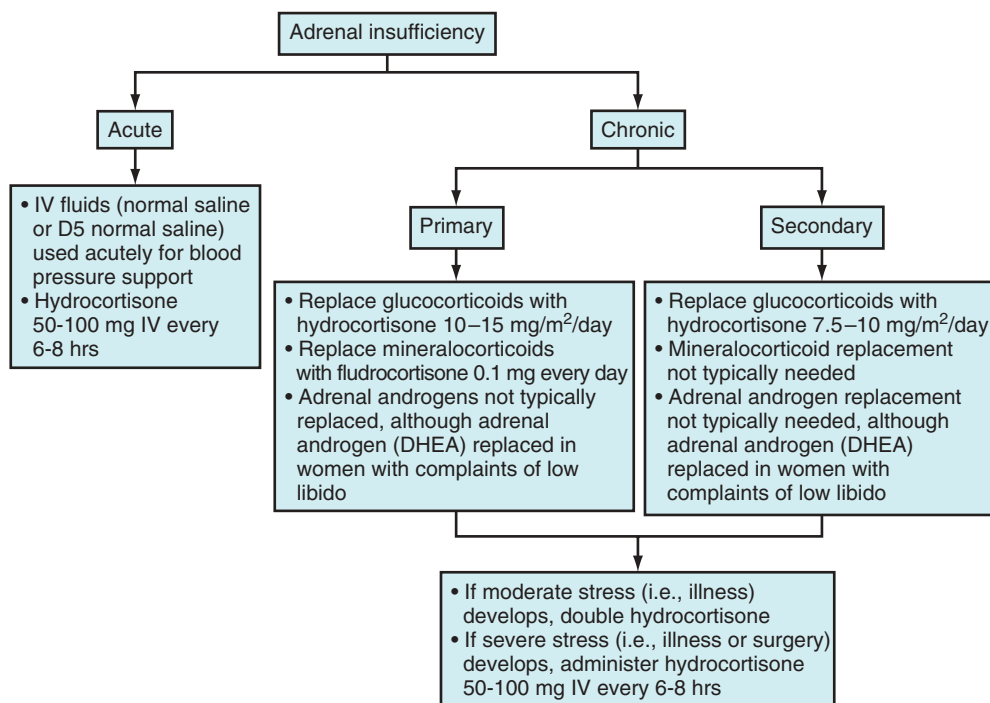 Adrenal insufficiency
Acute
Chronic
• IV fluids (normal saline
or D5 normal saline)
used acutely for blood
pressure support
• Hydrocortisone
50-100 mg IV every
6-8 hrs
Primary
Secondary
• Replace glucocorticoids with
hydrocortisone 10–15 mg/m²/day
• Replace mineralocorticoids
with fludrocortisone 0.1 mg every day
• Adrenal androgens not typically
replaced, although adrenal
androgen (DHEA) replaced in
women with complaints of low
libido
• Replace glucocorticoids with
hydrocortisone 7.5–10 mg/m²/day
• Mineralocorticoid replacement
not typically needed
• Adrenal androgen replacement
not typically needed, although
adrenal androgen (DHEA)
replaced in women with
complaints of low libido
• If moderate stress (i.e., illness)
develops, double hydrocortisone
• If severe stress (i.e., illness or surgery)
develops, administer hydrocortisone
50-100 mg IV every 6-8 hrs